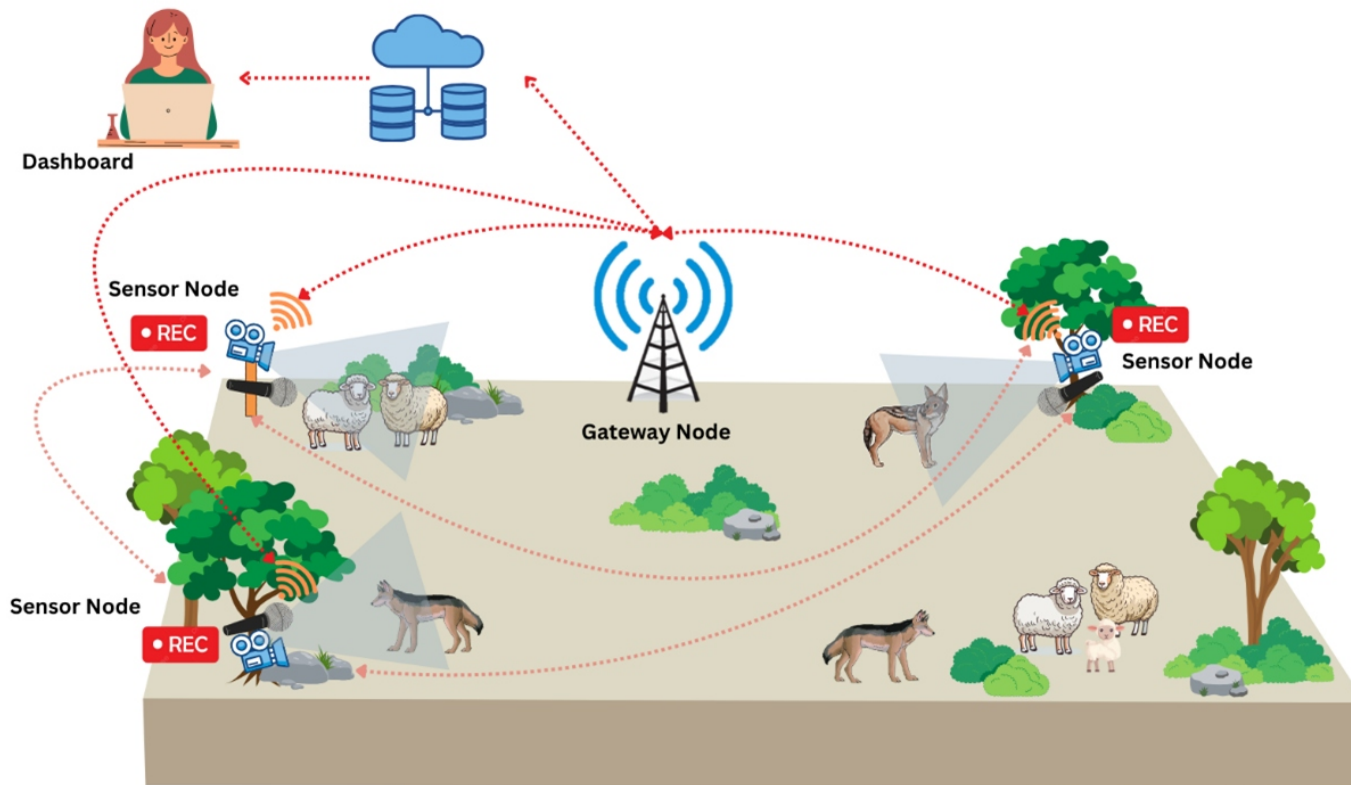 Dashboard
Sensor Node
REC
REC
Sensor Node
Gateway Node
Sensor Node
REC